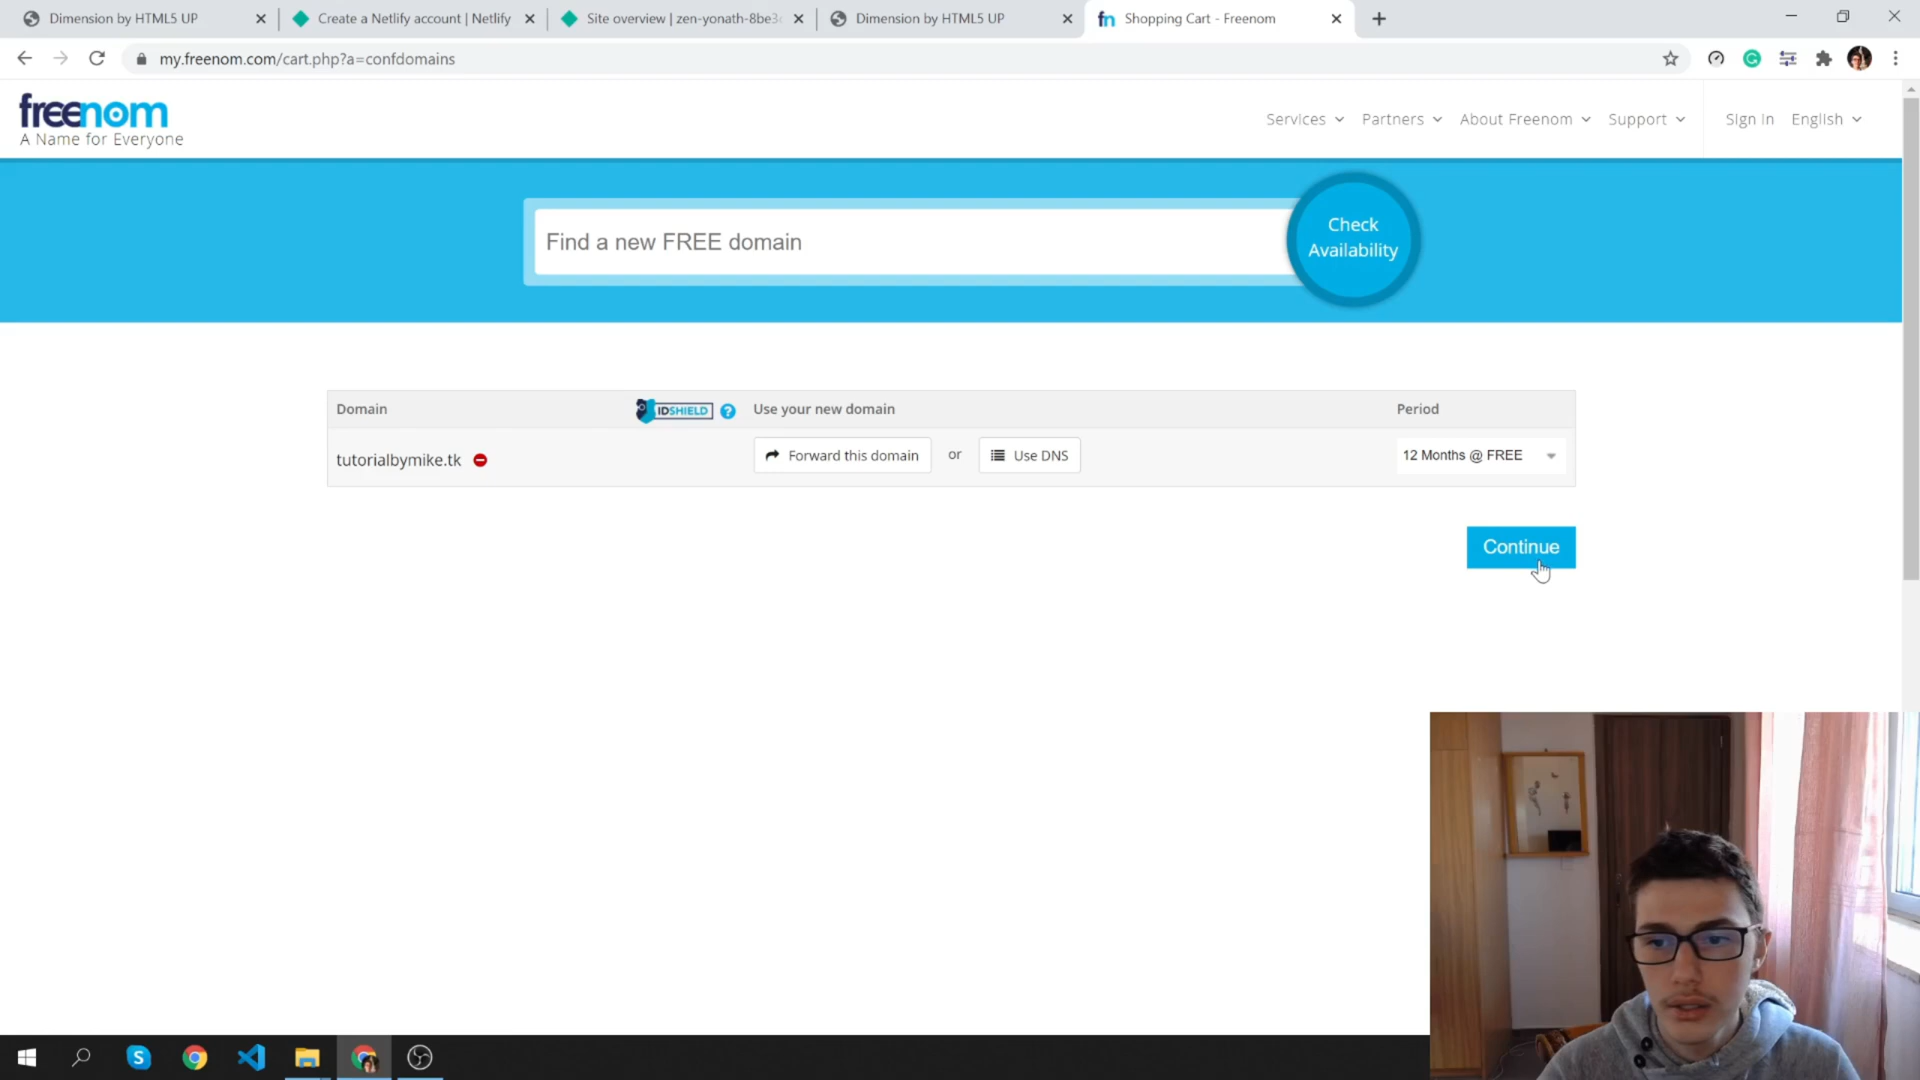 Dimension by HTML5 UP
Create a Netlify account | Netlify
Site overview | zen-yonath-8be3
Dimension by HTML5 UP
Shopping Cart - Freenom
my.freenom.com/cart.php?a=confdomains
freenom
A Name for Everyone
Services
Partners
About Freenom
Support
Sign In
English
Find a new FREE domain
Check
Availability
Domain
IDSHIELD
Use your new domain
Period
tutorialbymike.tk
Forward this domain
or
Use DNS
12 Months @ FREE
Continue